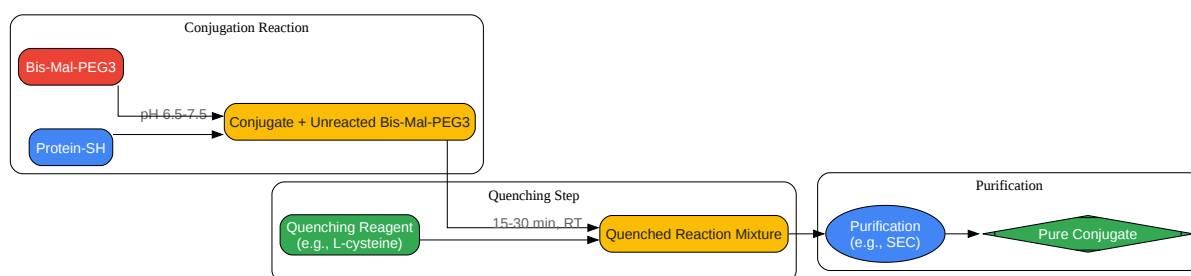 Conjugation Reaction
Bis-Mal-PEG3
pH 6.5-7.5
Conjugate + Unreacted Bis-Mal-PEG3
Protein-SH
Quenching Step
Quenching Reagent
(e.g., L-cysteine)
15-30 min, RT
Quenched Reaction Mixture
Purification
Purification
(e.g., SEC)
Pure Conjugate